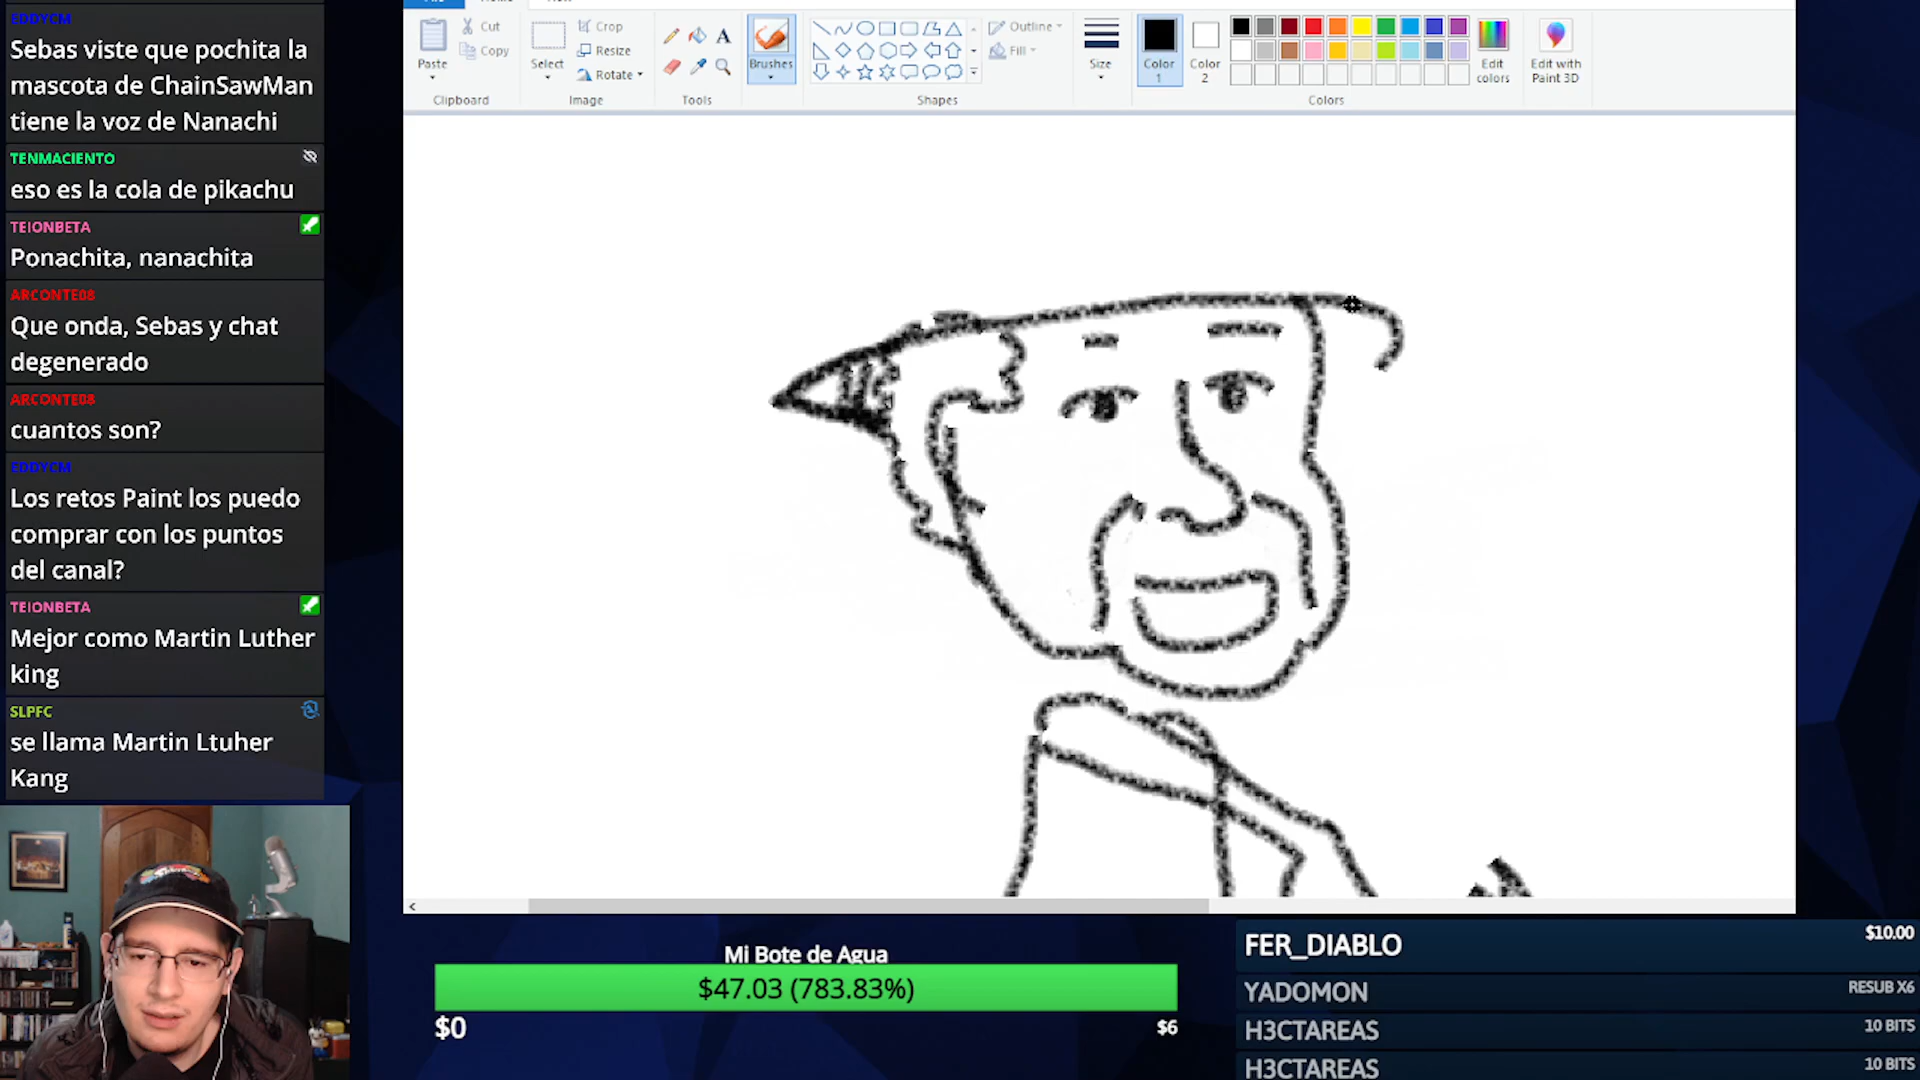 EDDYCM
Sebas viste que pochita la
mascota de ChainSawMan
tiene la voz de Nanachi
TENMACIENTO
eso es la cola de pikachu
TEIONBETA
Ponachita, nanachita
ARCONTE08
Que onda, Sebas y chat
degenerado
ARCONTE08
cuantos son?
EDDYCM
Los retos Paint los puedo
comprar con los puntos
del canal?
TEIONBETA
Mejor como Martin Luther
king
SLPFC
se llama Martin Ltuher
Kang
Paste
Cut
Copy
Clipboard
Select
Crop
Resize
Rotate
Image
A
Tools
Brushes
Outline
Fill
Shapes
Size
Color
1
Color
2
Edit
colors
Colors
Edit with
Paint 3D
Mi Bote de Agua
$47.03 (783.83%)
$0
$6
FER_DIABLO
$10.00
YADOMON
RESUB X6
H3CTAREAS
10 BITS
H3CTAREAS
10 BITS